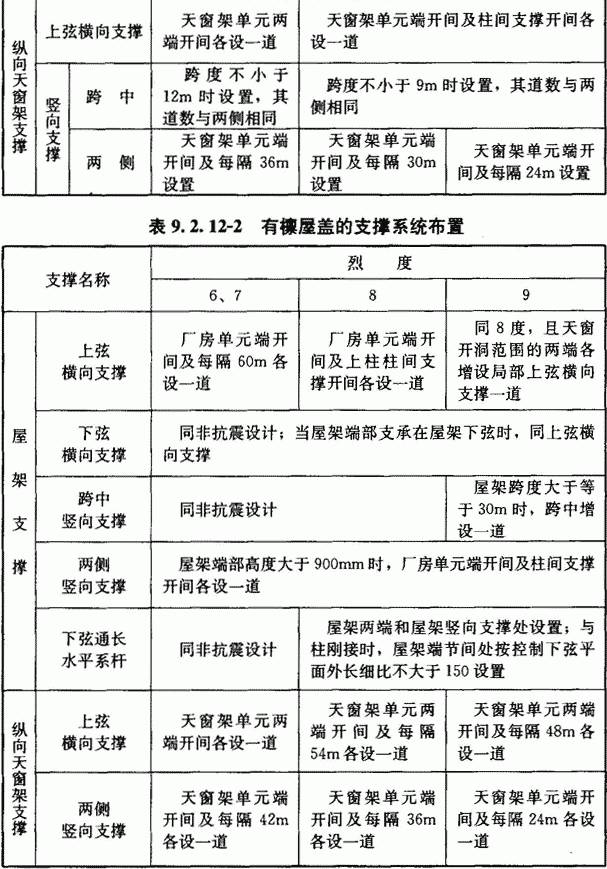 纵向天窗架支撑
上弦横向支撑
天窗架单元两
端开间各设一道
天窗架单元端开间及柱间支撑开间各
设一道
竖向支撑
跨中
跨度不小于
12m时设置，其
道数与两侧相同
跨度不小于9m时设置，其道数与两
侧相同
两侧
天窗架单元端
开间及每隔36m
设置
天窗架单元端
开间及每隔30m
设置
天窗架单元端开
间及每隔24m设置
表9.2.12-2 有檩屋盖的支撑系统布置
支撑名称
烈度
6、7
8
9
屋架支撑
上弦
横向支撑
厂房单元端开
间及每隔60m各
设一道
厂房单元端开
间及上柱柱间支
撑开间各设一道
同8度，且天窗
开洞范围的两端各
增设局部上弦横向
支撑一道
下弦
横向支撑
同非抗震设计；当屋架端部支承在屋架下弦时，同上弦横
向支撑
跨中
竖向支撑
同非抗震设计
屋架跨度大于等
于30m时，跨中增
设一道
两侧
竖向支撑
屋架端部高度大于900mm时，厂房单元端开间及柱间支撑
开间各设一道
下弦通长
水平系杆
同非抗震设计
屋架两端和屋架竖向支撑处设置；与
柱刚接时，屋架端节间处按控制下弦平
面外长细比不大于150设置
纵向天窗架支撑
上弦
横向支撑
天窗架单元两
端开间各设一道
天窗架单元两
端开间及每隔
54m各设一道
天窗架单元两端
开间及每隔48m各
设一道
两侧
竖向支撑
天窗架单元端
开间及每隔42m
各设一道
天窗架单元端
开间及每隔36m
各设一道
天窗架单元端开
间及每隔24m各设
一道